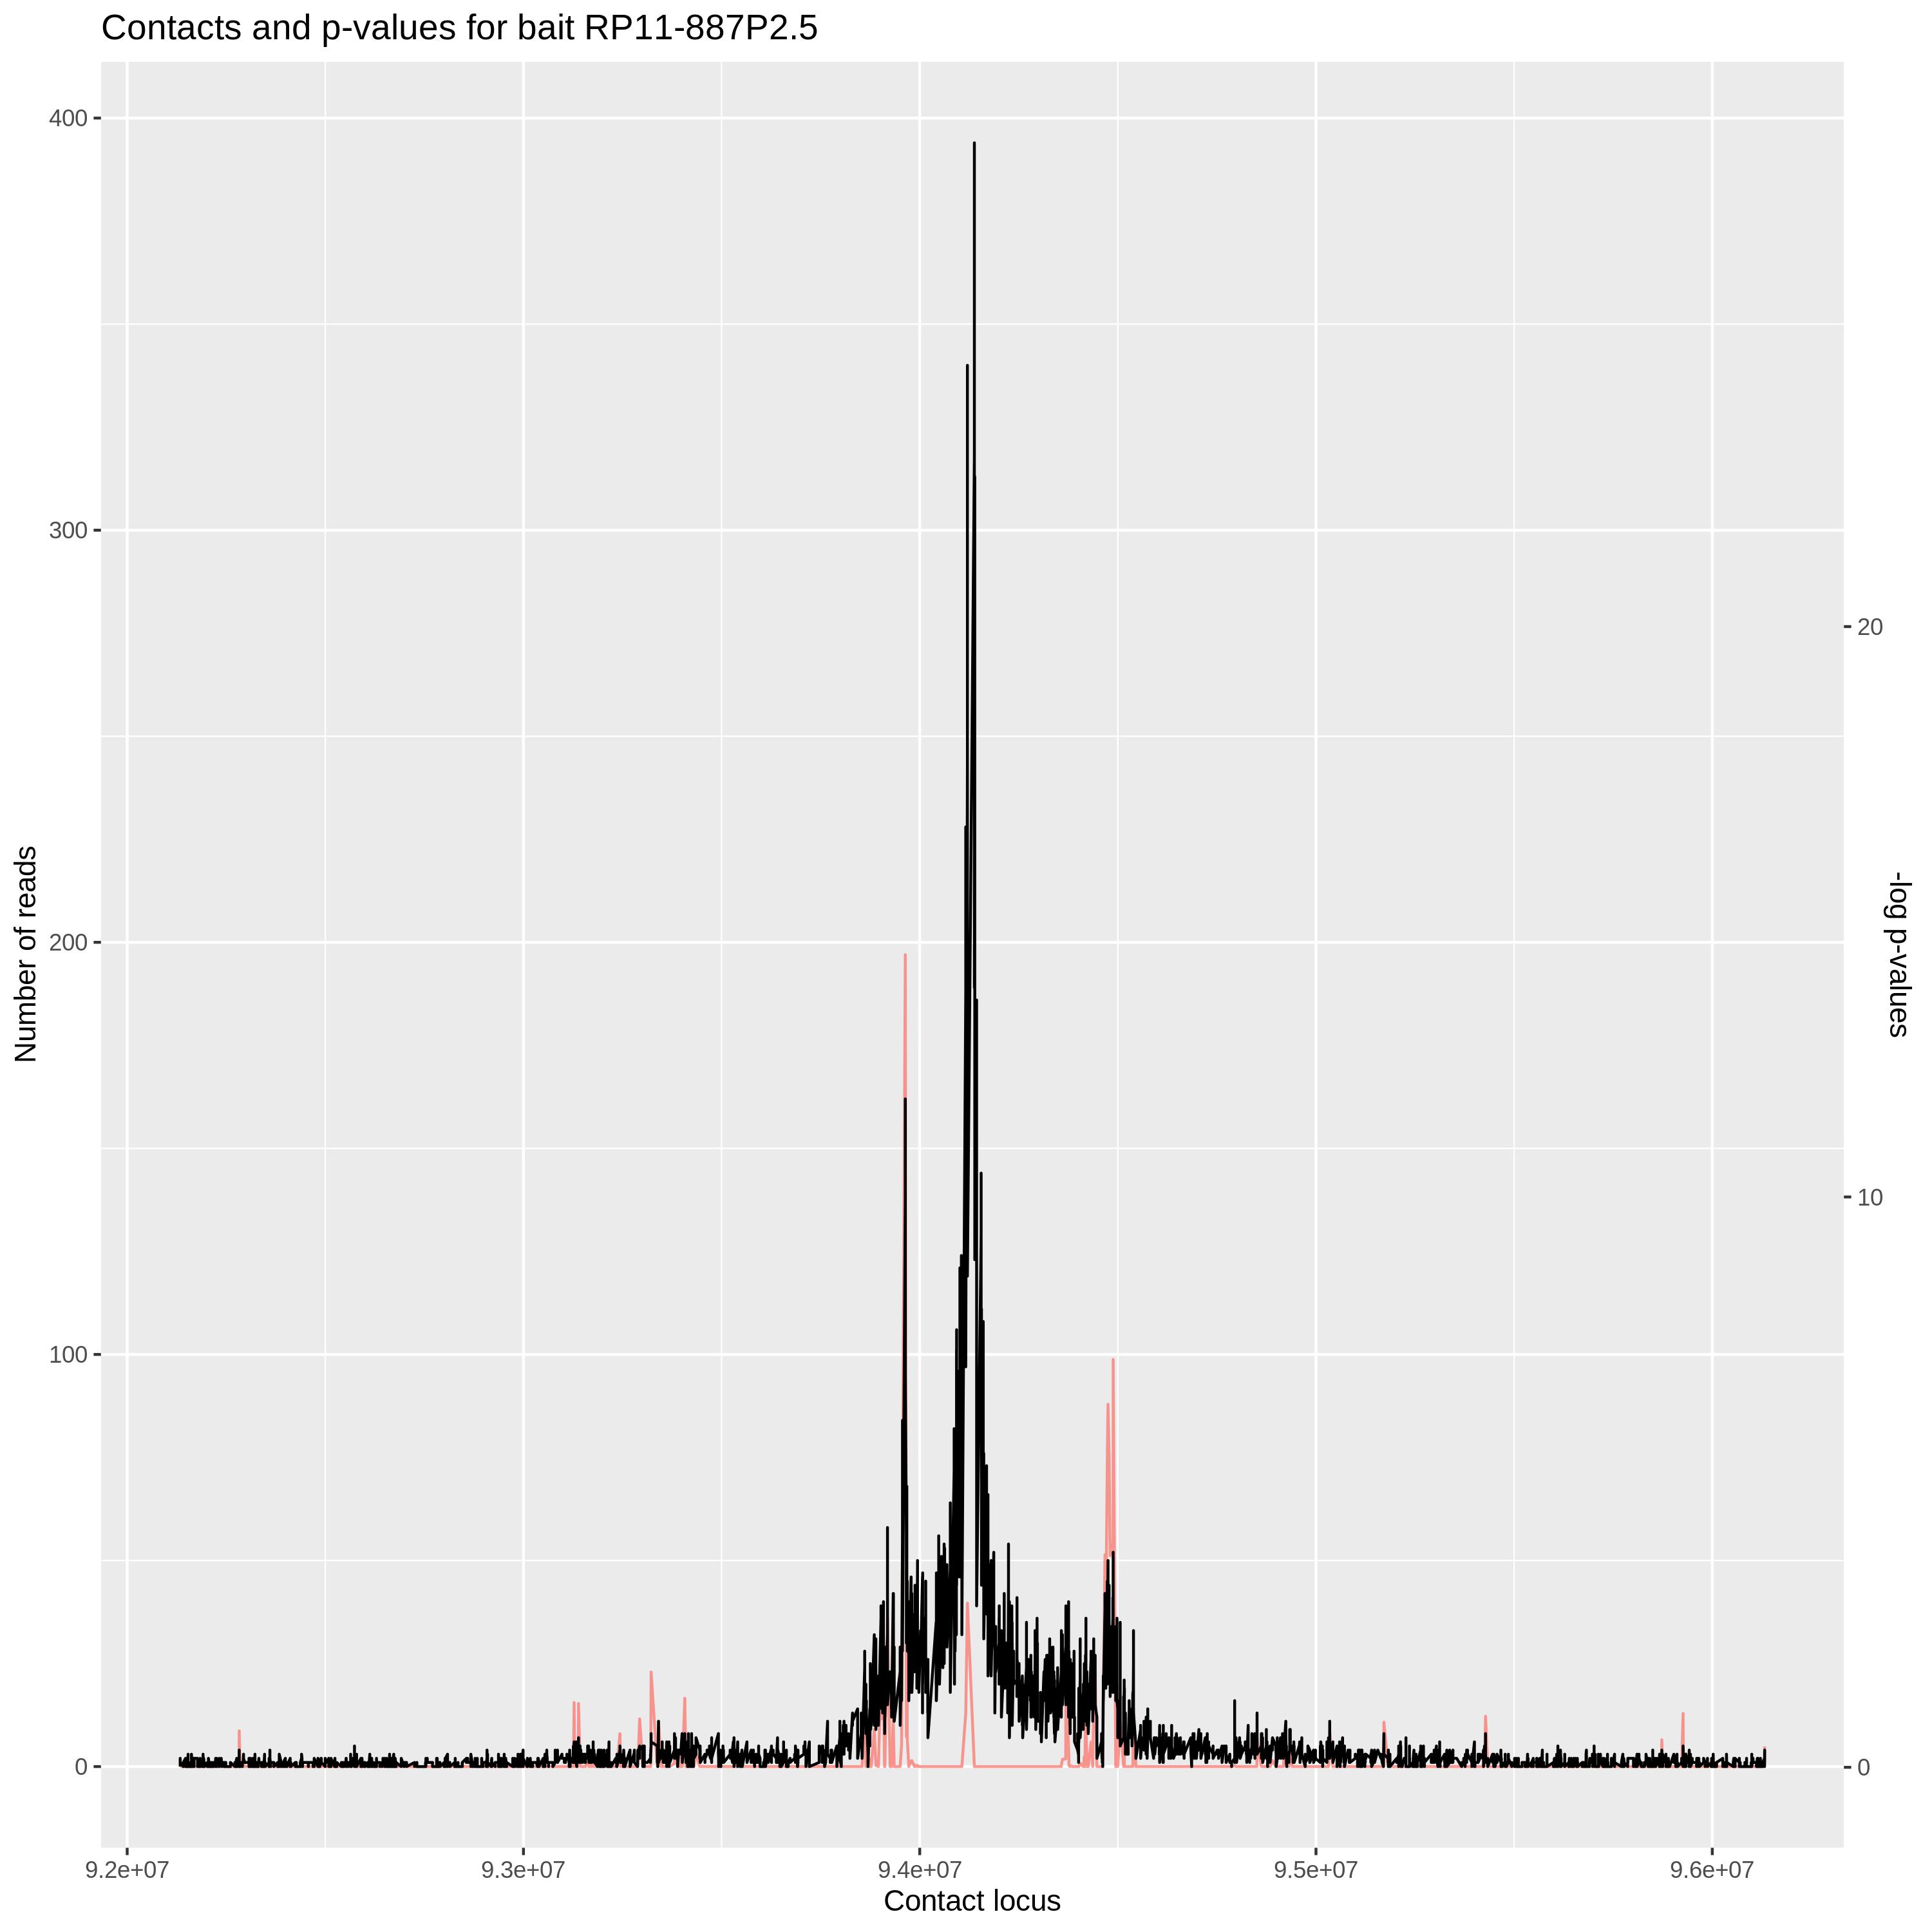 Contacts and p-values for bait RP11-887P2.5
400
300
200
100
0
Number of reads
20
10
0
-log p-values
9.2e+07
9.3e+07
9.4e+07
9.5e+07
9.6e+07
Contact locus